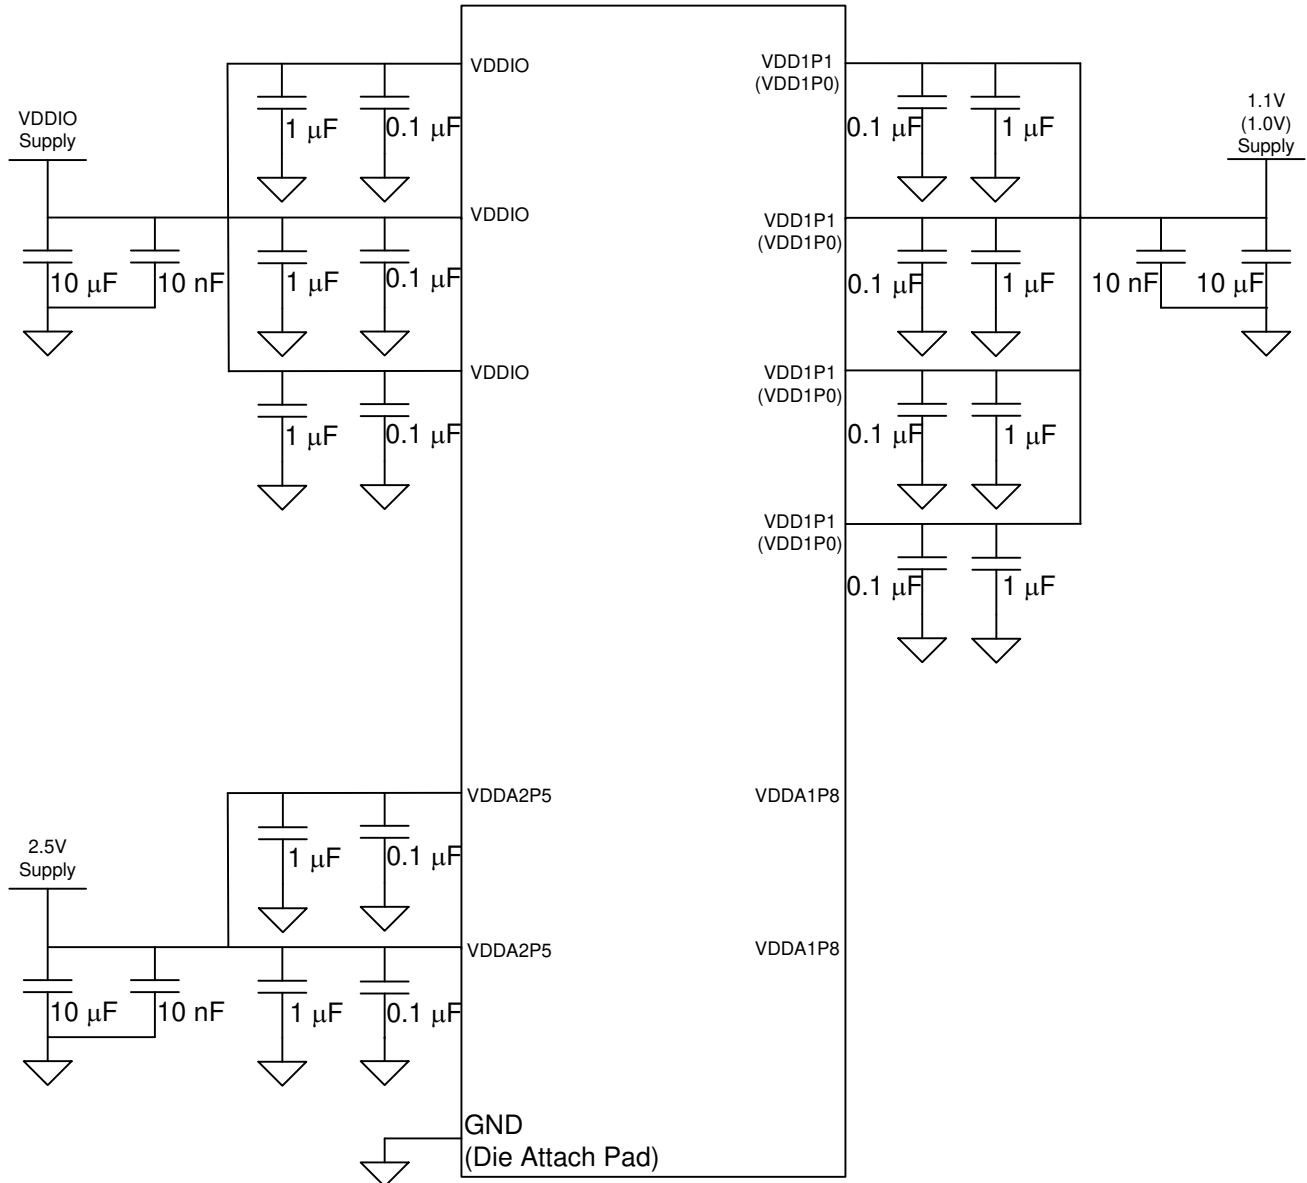 VDDIO
1 μF
0.1 μF
VDDIO
Supply
VDDIO
10 μF
10 nF
1 μF
0.1 μF
VDDIO
1 μF
0.1 μF
VDD1P1
(VDD1P0)
0.1 μF
1 μF
1.1V
(1.0V)
Supply
VDD1P1
(VDD1P0)
0.1 μF
1 μF
10 nF
10 μF
VDD1P1
(VDD1P0)
0.1 μF
1 μF
VDD1P1
(VDD1P0)
0.1 μF
1 μF
VDDA2P5
VDDA1P8
1 μF
0.1 μF
2.5V
Supply
VDDA2P5
VDDA1P8
10 μF
10 nF
1 μF
0.1 μF
GND
(Die Attach Pad)